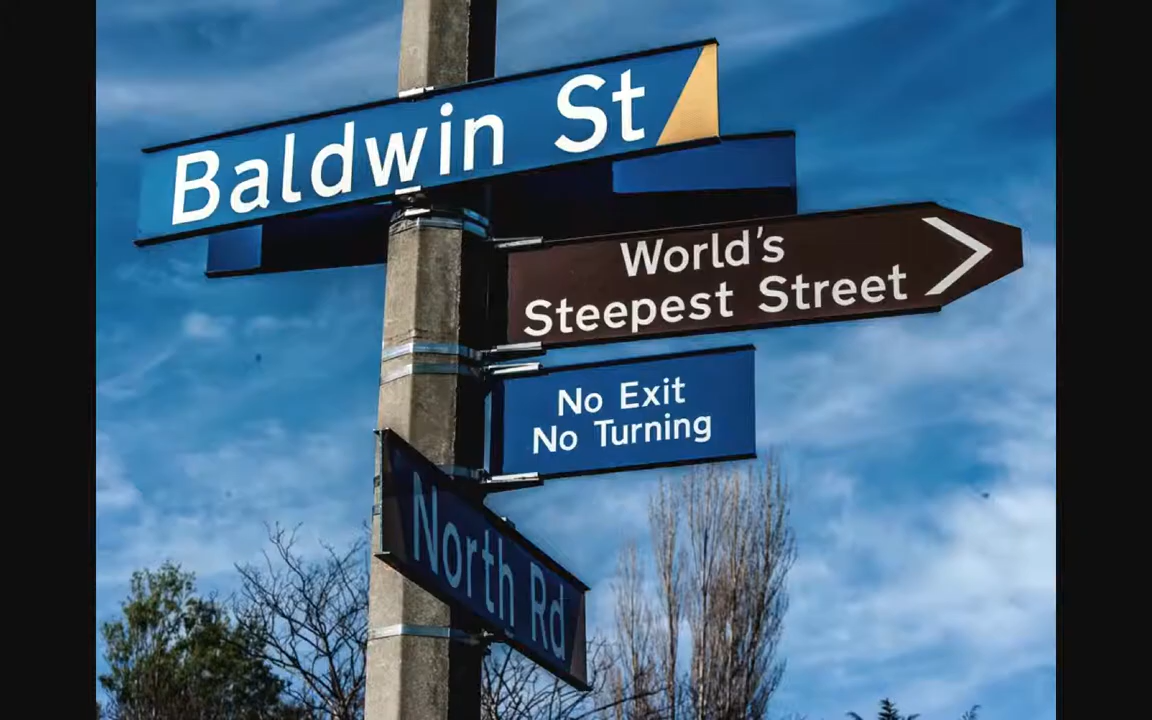 Baldwin St
World's
Steepest Street
No Exit
No Turning
North Rd